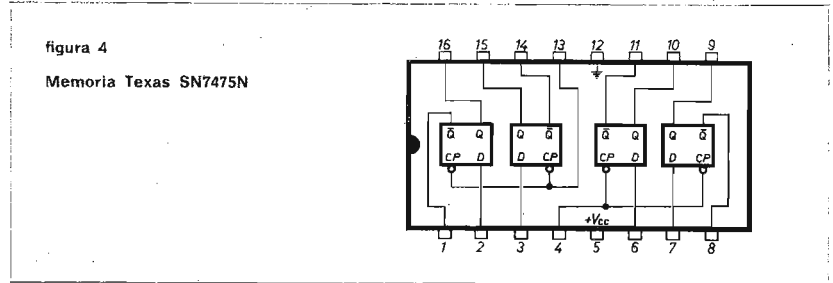 figura 4
Memoria Texas SN7475N
16 15 14 13 12 11 10 9
Q̅ Q Q Q̅ Q̅ Q Q Q̅
CP D D CP CP D D CP
+Vcc
1 2 3 4 5 6 7 8